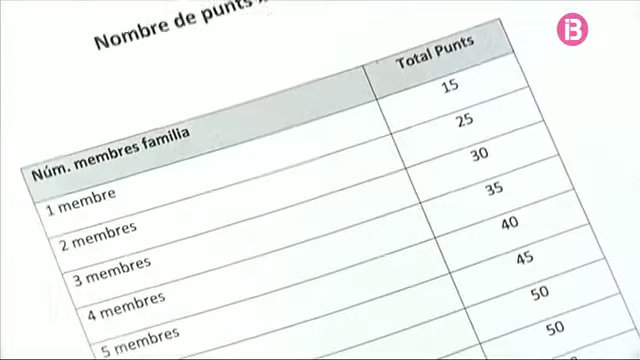 Nombre de punts
Núm. membres familia Total Punts
1 membre 15
2 membres 25
3 membres 30
4 membres 35
5 membres 40
45
50
50